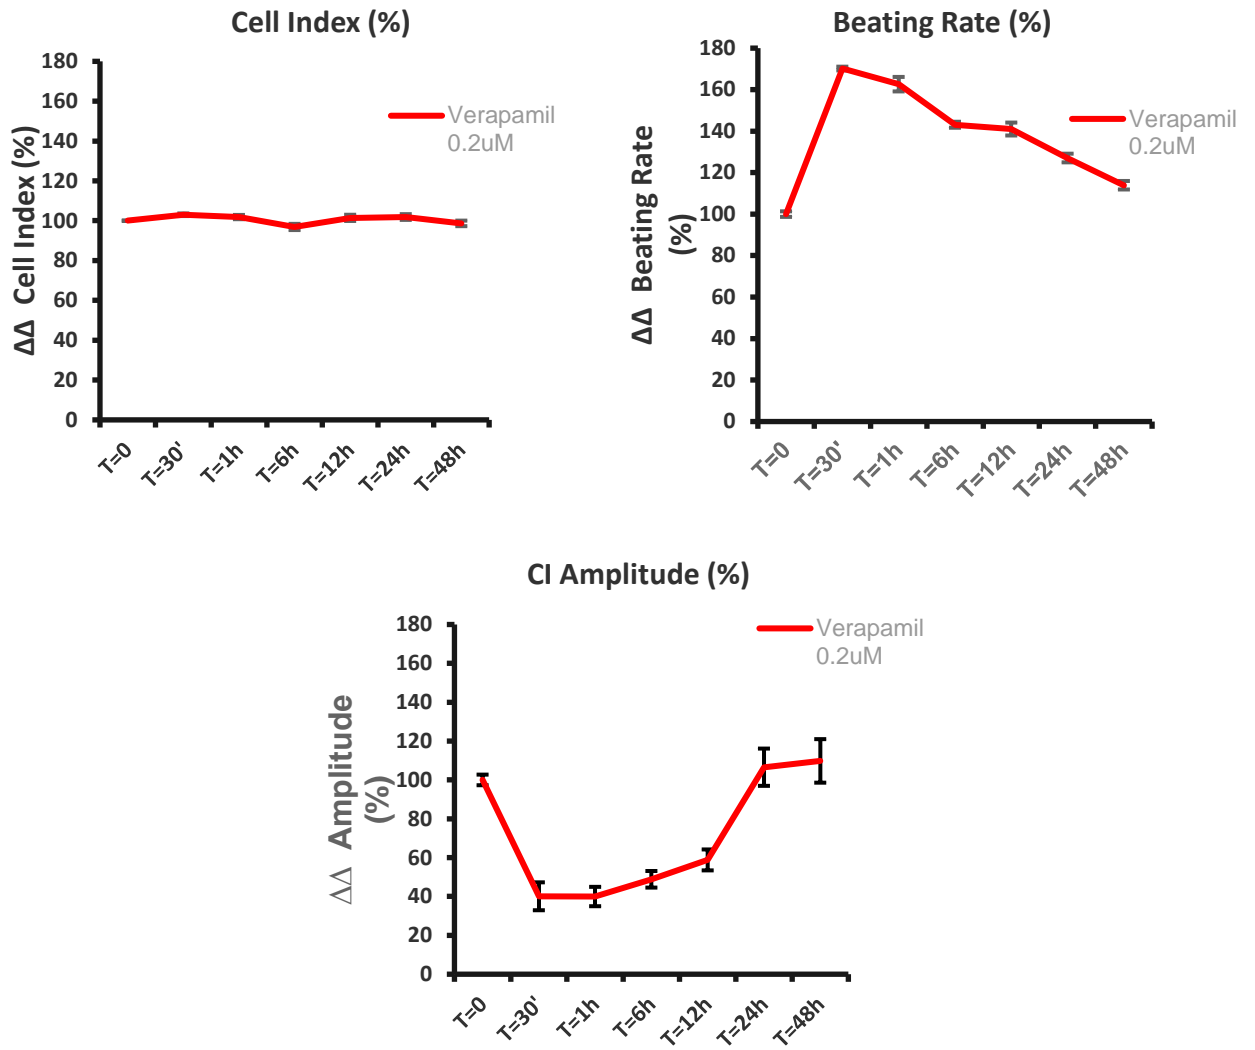 Cell Index (%)
180
160
140
120
100
80
60
40
20
0
ΔΔ Cell Index (%)
Verapamil
0.2uM
T=0
T=30'
T=1h
T=6h
T=12h
T=24h
T=48h
Beating Rate (%)
180
160
140
120
100
80
60
40
20
0
ΔΔ Beating Rate
(%)
Verapamil
0.2uM
T=0
T=30'
T=1h
T=6h
T=12h
T=24h
T=48h
CI Amplitude (%)
180
160
140
120
100
80
60
40
20
0
ΔΔ Amplitude
(%)
Verapamil
0.2uM
T=0
T=30'
T=1h
T=6h
T=12h
T=24h
T=48h